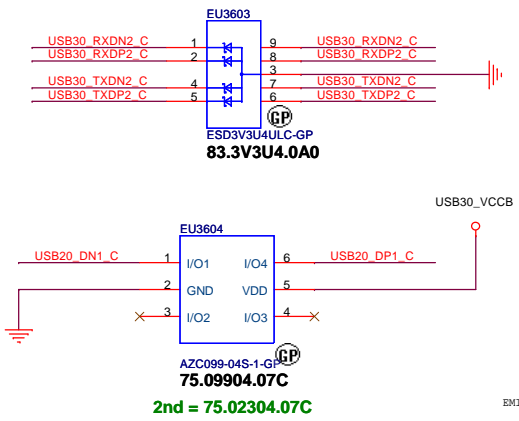 EU3603
USB30_RXDN2_C 1 9 USB30_RXDN2_C
USB30_RXDP2_C 2 8 USB30_RXDP2_C
3
USB30_TXDN2_C 4 7 USB30_TXDN2_C
USB30_TXDP2_C 5 6 USB30_TXDP2_C
GP
ESD3V3U4ULC-GP
83.3V3U4.0A0
USB30_VCCB
EU3604
USB20_DN1_C 1 I/O1 I/O4 6 USB20_DP1_C
2 GND VDD 5
3 I/O2 I/O3 4
GP
AZC099-04S-1-GP
75.09904.07C
2nd = 75.02304.07C
EMI